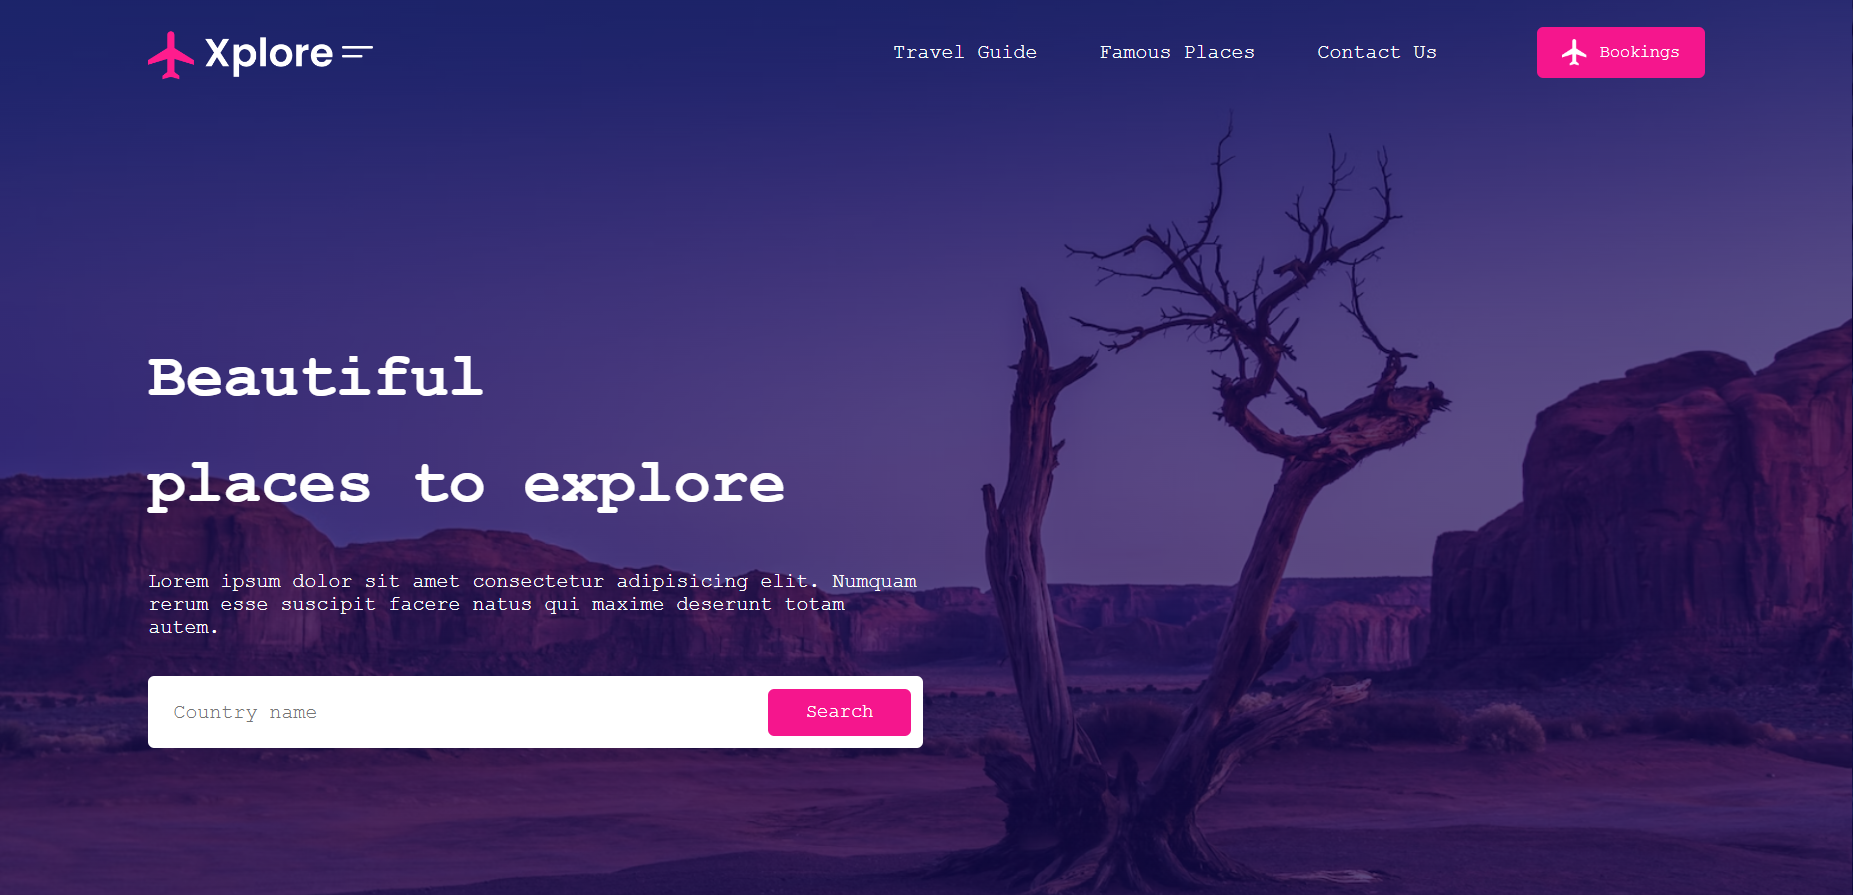 Xplore
Travel Guide
Famous Places
Contact Us
Bookings
Beautiful
places to explore
Lorem ipsum dolor sit amet consectetur adipisicing elit. Numquam
rerum esse suscipit facere natus qui maxime deserunt totam
autem.
Country name
Search